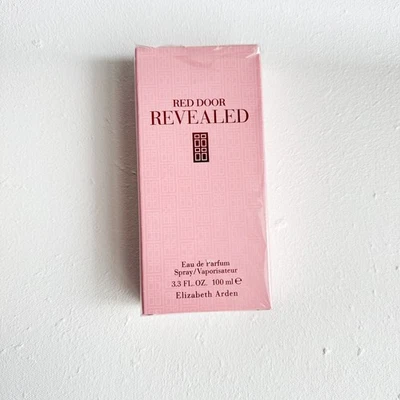 RED DOOR
REVEALED
Eau de Parfum
Spray/Vaporisateur
3.3 FL. OZ. 100 ml ℮
Elizabeth Arden